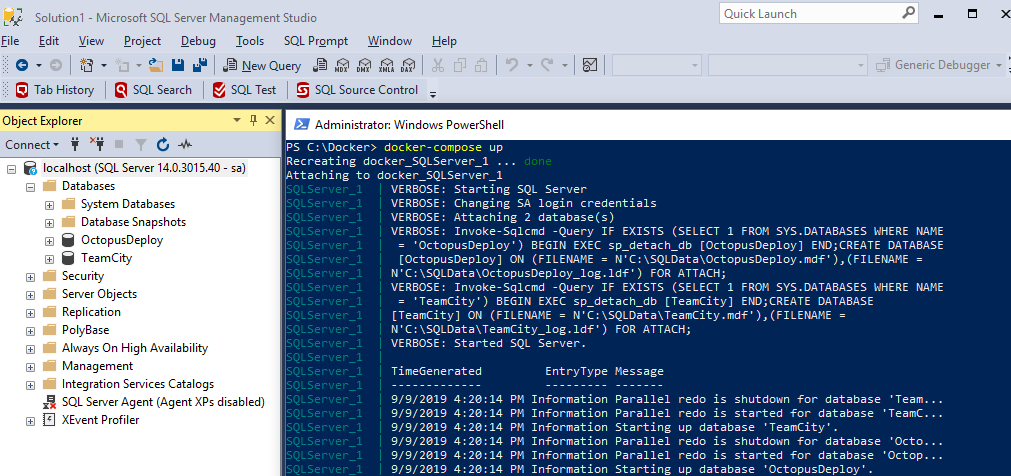 Solution1 - Microsoft SQL Server Management Studio
Quick Launch
File Edit View Project Debug Tools SQL Prompt Window Help
New Query MDX DMX XMLA DAX Generic Debugger
Tab History SQL Search SQL Test SQL Source Control
Object Explorer
Connect
localhost (SQL Server 14.0.3015.40 - sa)
Databases
System Databases
Database Snapshots
OctopusDeploy
TeamCity
Security
Server Objects
Replication
PolyBase
Always On High Availability
Management
Integration Services Catalogs
SQL Server Agent (Agent XPs disabled)
XEvent Profiler
Administrator: Windows PowerShell
PS C:\Docker> docker-compose up
Recreating docker_SQLServer_1 ... done
Attaching to docker_SQLServer_1
SQLServer_1 | VERBOSE: Starting SQL Server
SQLServer_1 | VERBOSE: Changing SA login credentials
SQLServer_1 | VERBOSE: Attaching 2 database(s)
SQLServer_1 | VERBOSE: Invoke-Sqlcmd -Query IF EXISTS (SELECT 1 FROM SYS.DATABASES WHERE NAME
SQLServer_1 | = 'OctopusDeploy') BEGIN EXEC sp_detach_db [OctopusDeploy] END;CREATE DATABASE
SQLServer_1 | [OctopusDeploy] ON (FILENAME = N'C:\SQLData\OctopusDeploy.mdf'),(FILENAME =
SQLServer_1 | N'C:\SQLData\OctopusDeploy_log.ldf') FOR ATTACH;
SQLServer_1 | VERBOSE: Invoke-Sqlcmd -Query IF EXISTS (SELECT 1 FROM SYS.DATABASES WHERE NAME
SQLServer_1 | = 'TeamCity') BEGIN EXEC sp_detach_db [TeamCity] END;CREATE DATABASE
SQLServer_1 | [TeamCity] ON (FILENAME = N'C:\SQLData\TeamCity.mdf'),(FILENAME =
SQLServer_1 | N'C:\SQLData\TeamCity_log.ldf') FOR ATTACH;
SQLServer_1 | VERBOSE: Started SQL Server.
SQLServer_1 |
SQLServer_1 | TimeGenerated EntryType Message
SQLServer_1 | ------------- --------- -------
SQLServer_1 | 9/9/2019 4:20:14 PM Information Parallel redo is shutdown for database 'Team...
SQLServer_1 | 9/9/2019 4:20:14 PM Information Parallel redo is started for database 'TeamC...
SQLServer_1 | 9/9/2019 4:20:14 PM Information Starting up database 'TeamCity'.
SQLServer_1 | 9/9/2019 4:20:14 PM Information Parallel redo is shutdown for database 'Octo...
SQLServer_1 | 9/9/2019 4:20:14 PM Information Parallel redo is started for database 'Octop...
SQLServer_1 | 9/9/2019 4:20:14 PM Information Starting up database 'OctopusDeploy'.